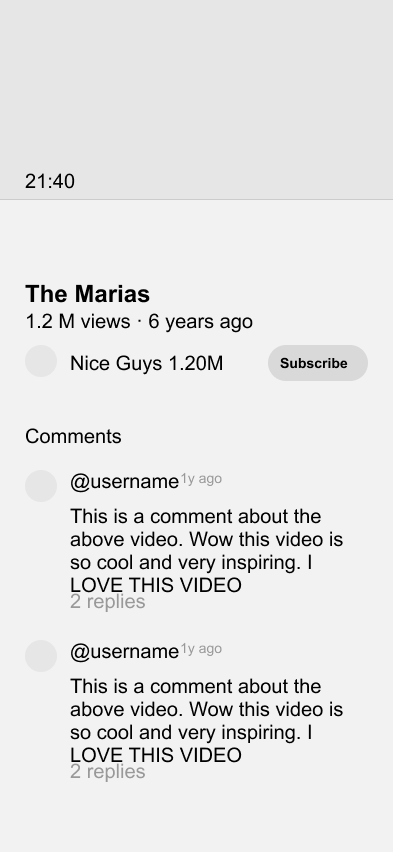 21:40
The Marias
1.2 M views · 6 years ago
Nice Guys 1.20M Subscribe
Comments
@username 1y ago
This is a comment about the
above video. Wow this video is
so cool and very inspiring. I
LOVE THIS VIDEO
2 replies
@username 1y ago
This is a comment about the
above video. Wow this video is
so cool and very inspiring. I
LOVE THIS VIDEO
2 replies